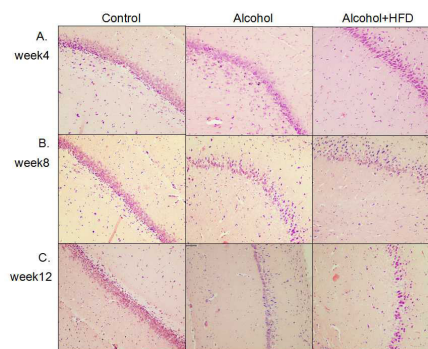 Control Alcohol Alcohol+HFD
A.
week4
B.
week8
C.
week12